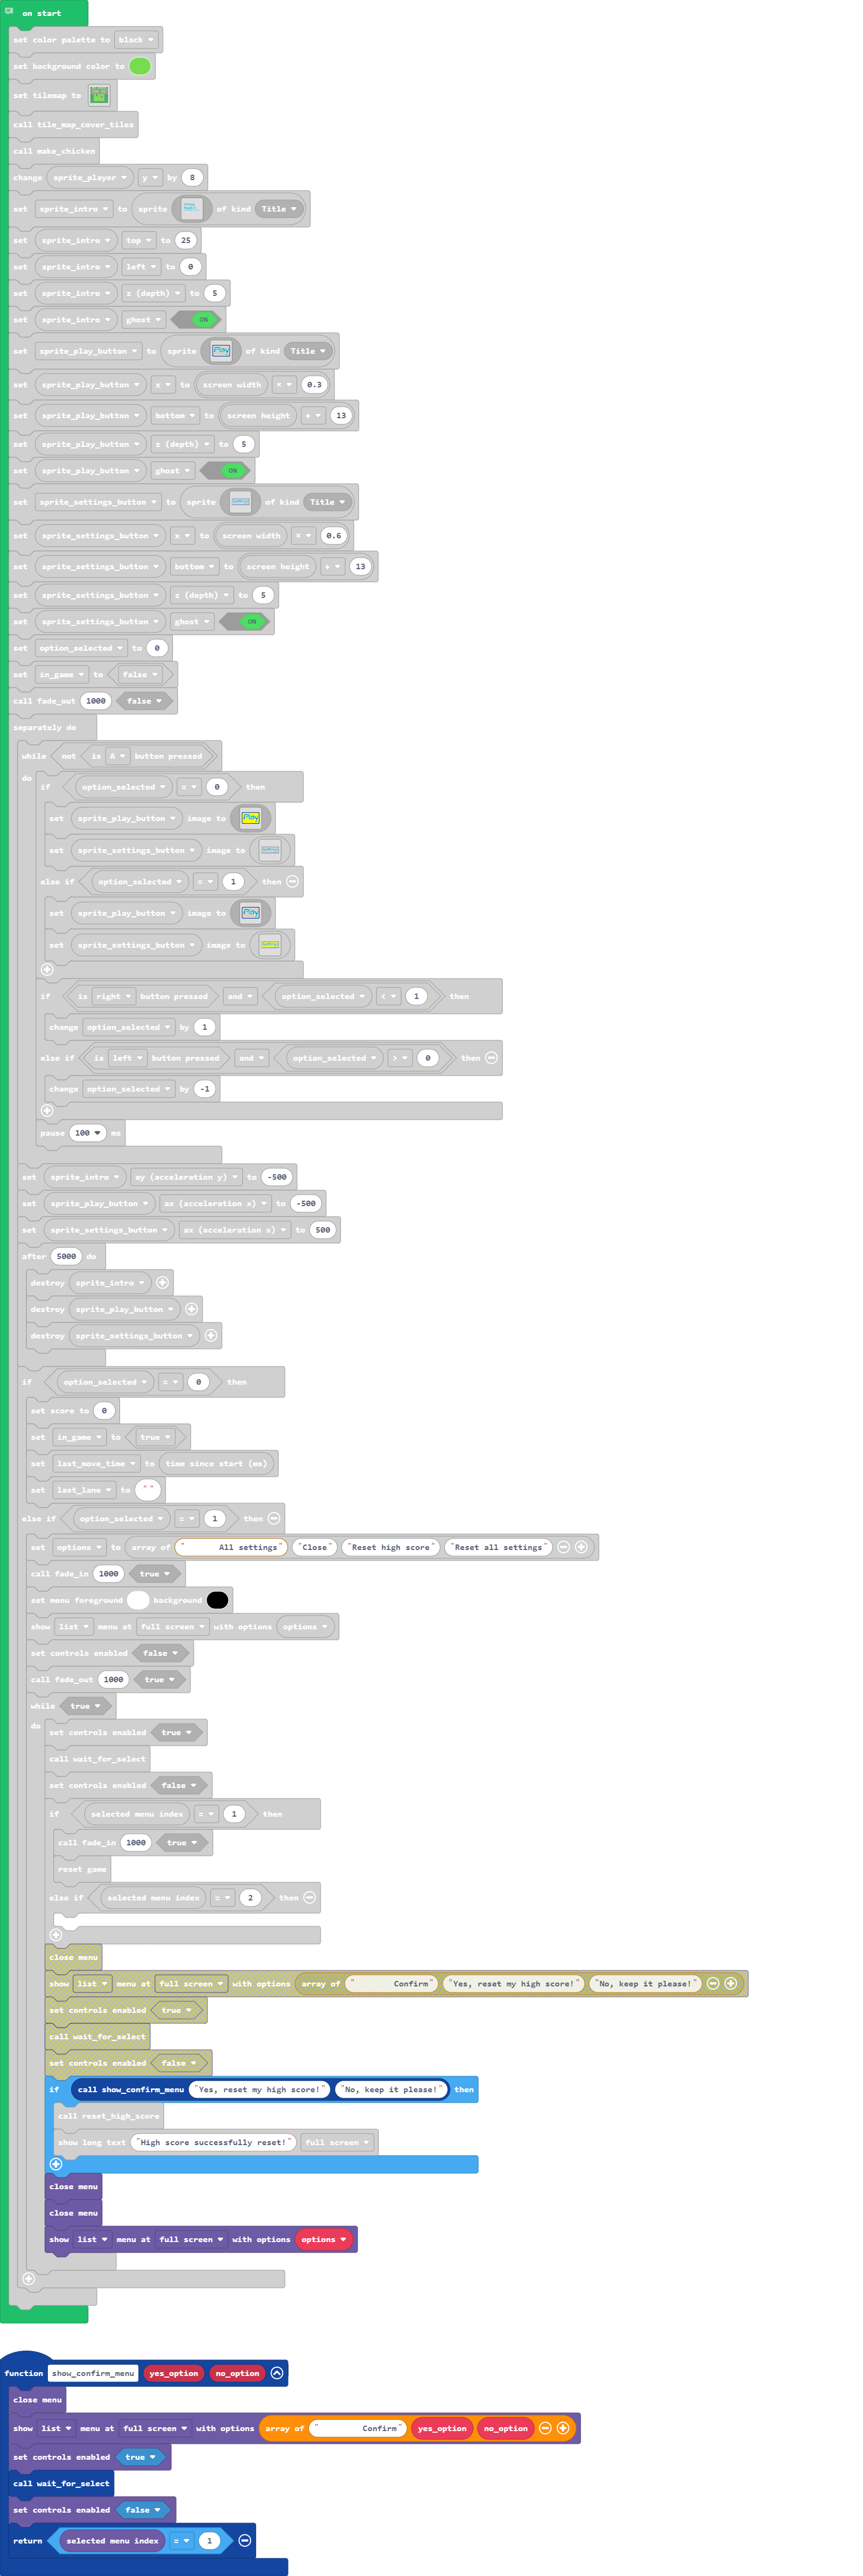 on start
set color palette to black
set background color to
set tilemap to
call tile_map_cover_tiles
call make_chicken
change sprite_player y by 8
set sprite_intro to sprite of kind Title
set sprite_intro top to 25
set sprite_intro left to 0
set sprite_intro z (depth) to 5
set sprite_intro ghost ON
set sprite_play_button to sprite Play of kind Title
set sprite_play_button x to screen width × 0.3
set sprite_play_button bottom to screen height + 13
set sprite_play_button z (depth) to 5
set sprite_play_button ghost ON
set sprite_settings_button to sprite of kind Title
set sprite_settings_button x to screen width × 0.6
set sprite_settings_button bottom to screen height + 13
set sprite_settings_button z (depth) to 5
set sprite_settings_button ghost ON
set option_selected to 0
set in_game to false
call fade_out 1000 false
separately do
while not is A button pressed
do
if option_selected = 0 then
set sprite_play_button image to Play
set sprite_settings_button image to
else if option_selected = 1 then
set sprite_play_button image to Play
set sprite_settings_button image to
if is right button pressed and option_selected < 1 then
change option_selected by 1
else if is left button pressed and option_selected > 0 then
change option_selected by -1
pause 100 ms
set sprite_intro ay (acceleration y) to -500
set sprite_play_button ax (acceleration x) to -500
set sprite_settings_button ax (acceleration x) to 500
after 5000 do
destroy sprite_intro
destroy sprite_play_button
destroy sprite_settings_button
if option_selected = 0 then
set score to 0
set in_game to true
set last_move_time to time since start (ms)
set last_lane to ""
else if option_selected = 1 then
set options to array of " All settings" "Close" "Reset high score" "Reset all settings"
call fade_in 1000 true
set menu foreground background
show list menu at full screen with options options
set controls enabled false
call fade_out 1000 true
while true
do
set controls enabled true
call wait_for_select
set controls enabled false
if selected menu index = 1 then
call fade_in 1000 true
reset game
else if selected menu index = 2 then
close menu
show list menu at full screen with options array of " Confirm" "Yes, reset my high score!" "No, keep it please!"
set controls enabled true
call wait_for_select
set controls enabled false
if call show_confirm_menu "Yes, reset my high score!" "No, keep it please!" then
call reset_high_score
show long text "High score successfully reset!" full screen
close menu
close menu
show list menu at full screen with options options
function show_confirm_menu yes_option no_option
close menu
show list menu at full screen with options array of " Confirm" yes_option no_option
set controls enabled true
call wait_for_select
set controls enabled false
return selected menu index = 1